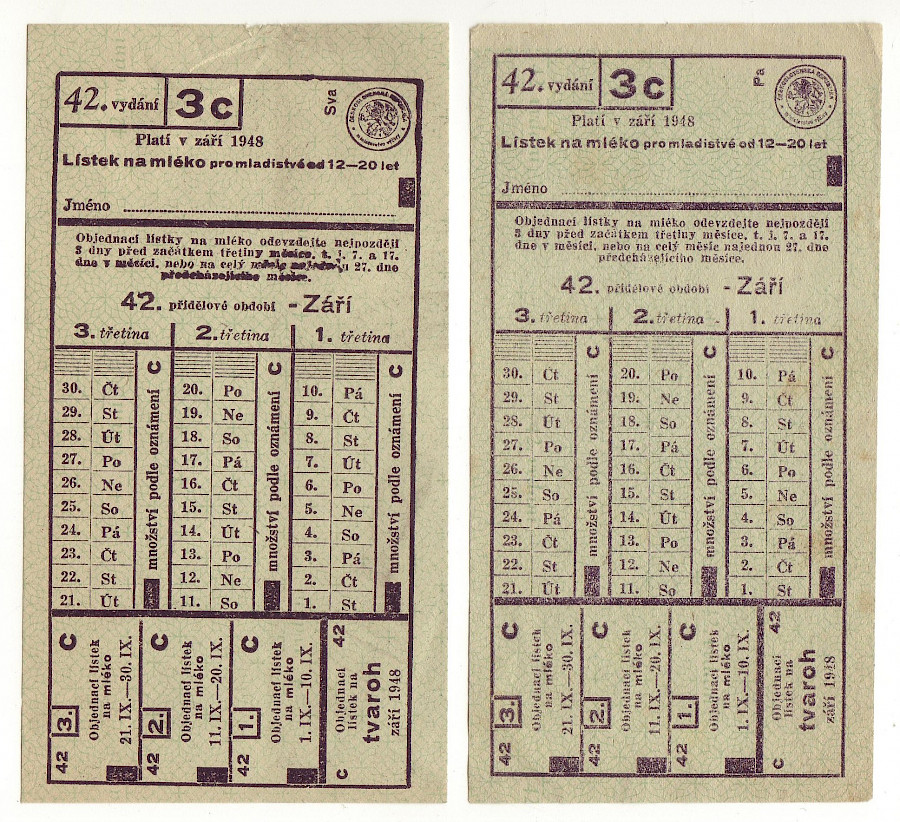 42. vydání 3c Sva
ČESKOSLOVENSKÁ REPUBLIKA
Platí v září 1948
Lístek na mléko pro mladistvé od 12—20 let
Jméno
Objednací lístky na mléko odevzdejte nejpozději
3 dny před začátkem třetiny měsíce, t. j. 7. a 17.
dne v měsíci, nebo na celý měsíc najednou 27. dne
předcházejícího měsíce.
42. přídělové období - Září
3. třetina 2. třetina 1. třetina
30. Čt 20. Po 10. Pá
29. St 19. Ne 9. Čt
28. Út 18. So 8. St
27. Po 17. Pá 7. Út
26. Ne 16. Čt 6. Po
25. So 15. St 5. Ne
24. Pá 14. Út 4. So
23. Čt 13. Po 3. Pá
22. St 12. Ne 2. Čt
21. Út 11. So 1. St
množství podle oznámení C
množství podle oznámení C
množství podle oznámení C
42 3. C
Objednací lístek
na mléko
21. IX.—30. IX.
42 2. C
Objednací lístek
na mléko
11. IX.—20. IX.
42 1. C
Objednací lístek
na mléko
1. IX.—10. IX.
C 42
Objednací
lístek na
tvaroh
září 1948
42. vydání 3c Pa
ČESKOSLOVENSKÁ REPUBLIKA
Platí v září 1948
Lístek na mléko pro mladistvé od 12—20 let
Jméno
Objednací lístky na mléko odevzdejte nejpozději
3 dny před začátkem třetiny měsíce, t. j. 7. a 17.
dne v měsíci, nebo na celý měsíc najednou 27. dne
předcházejícího měsíce.
42. přídělové období - Září
3. třetina 2. třetina 1. třetina
30. Čt 20. Po 10. Pá
29. St 19. Ne 9. Čt
28. Út 18. So 8. St
27. Po 17. Pá 7. Út
26. Ne 16. Čt 6. Po
25. So 15. St 5. Ne
24. Pá 14. Út 4. So
23. Čt 13. Po 3. Pá
22. St 12. Ne 2. Čt
21. Út 11. So 1. St
množství podle oznámení C
množství podle oznámení C
množství podle oznámení C
42 3. C
Objednací lístek
na mléko
21. IX.—30. IX.
42 2. C
Objednací lístek
na mléko
11. IX.—20. IX.
42 1. C
Objednací lístek
na mléko
1. IX.—10. IX.
C 42
Objednací
lístek na
tvaroh
září 1948